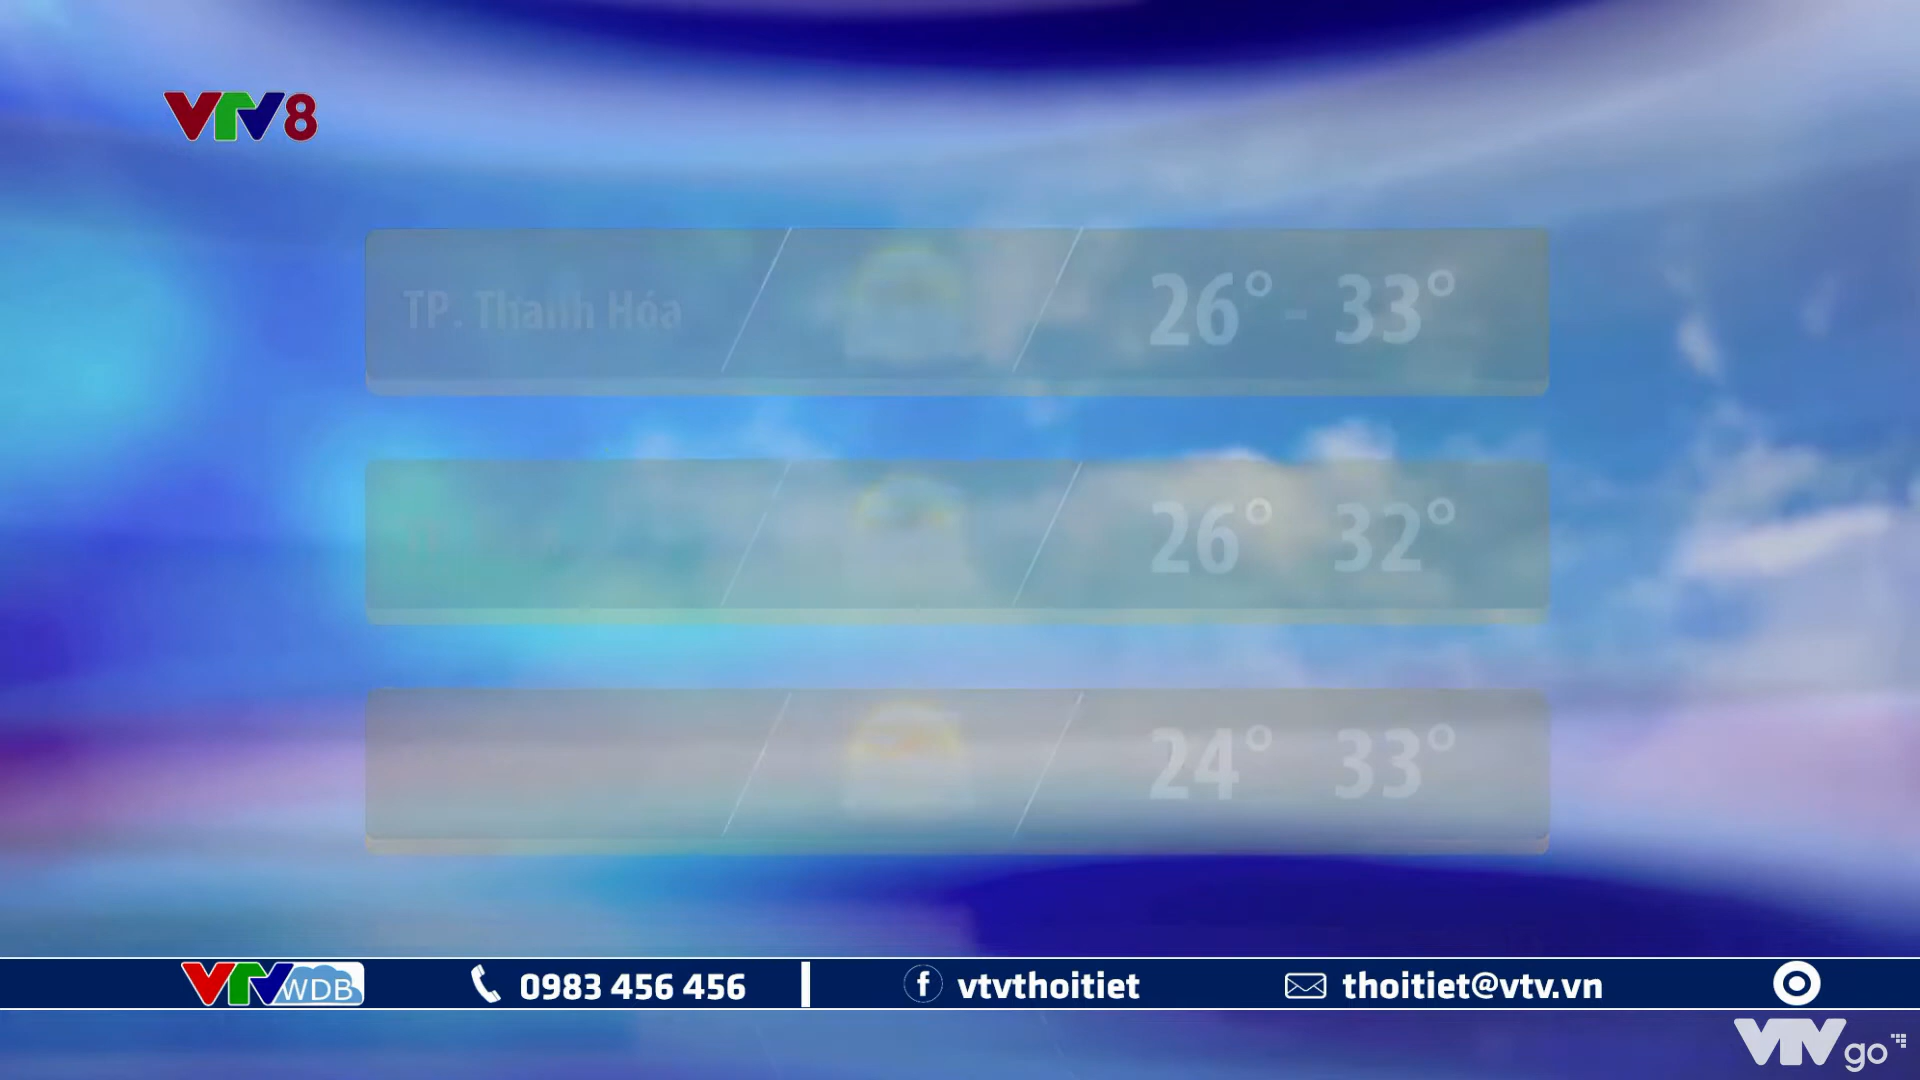 VTV8
TP. Thanh Hóa
26° - 33°
26° 32°
24° 33°
VTV WDB 0983 456 456 vtvthoitiet thoitiet@vtv.vn
VTV go